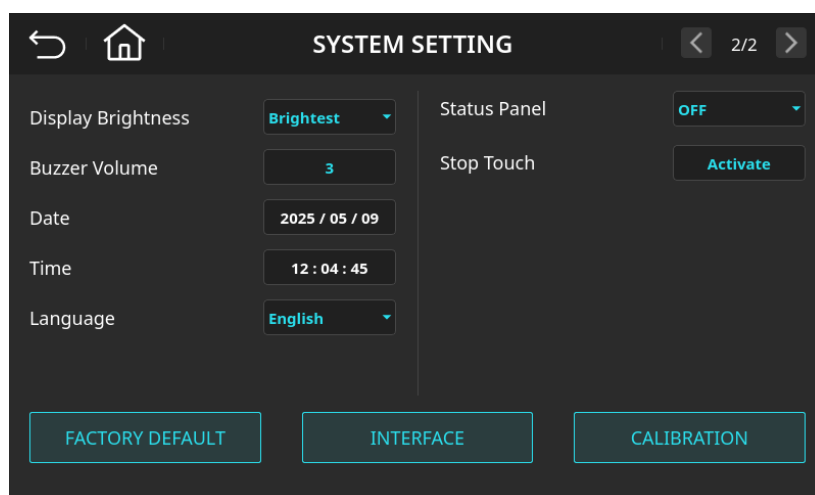 SYSTEM SETTING
2/2
Display Brightness Brightest
Buzzer Volume 3
Date 2025 / 05 / 09
Time 12 : 04 : 45
Language English
Status Panel OFF
Stop Touch Activate
FACTORY DEFAULT
INTERFACE
CALIBRATION